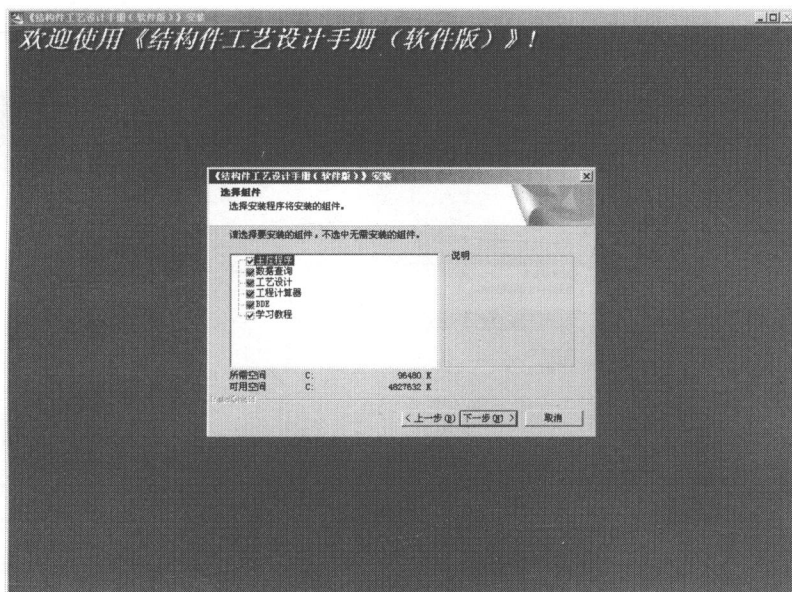 《结构件工艺设计手册（软件版）》安装
欢迎使用《结构件工艺设计手册（软件版）》！
《结构件工艺设计手册（软件版）》安装
选择组件
选择安装程序将安装的组件。
请选择要安装的组件，不选中无需安装的组件。
说明
主控程序
数据查询
工艺设计
工程计算器
BDE
学习教程
所需空间 C: 96480 K
可用空间 C: 4827632 K
InstallShield
<上一步(B) 下一步(N)> 取消